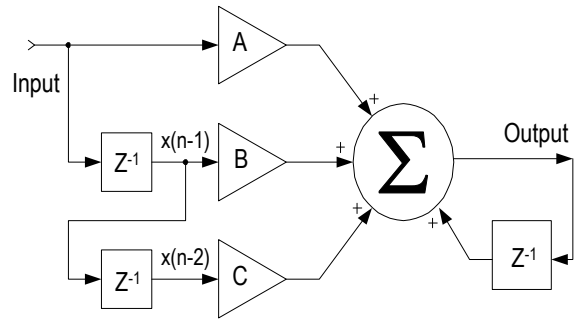 A
Input
+
Output
Z-1
x(n-1)
B
+
Σ
+
+
Z-1
x(n-2)
C
Z-1